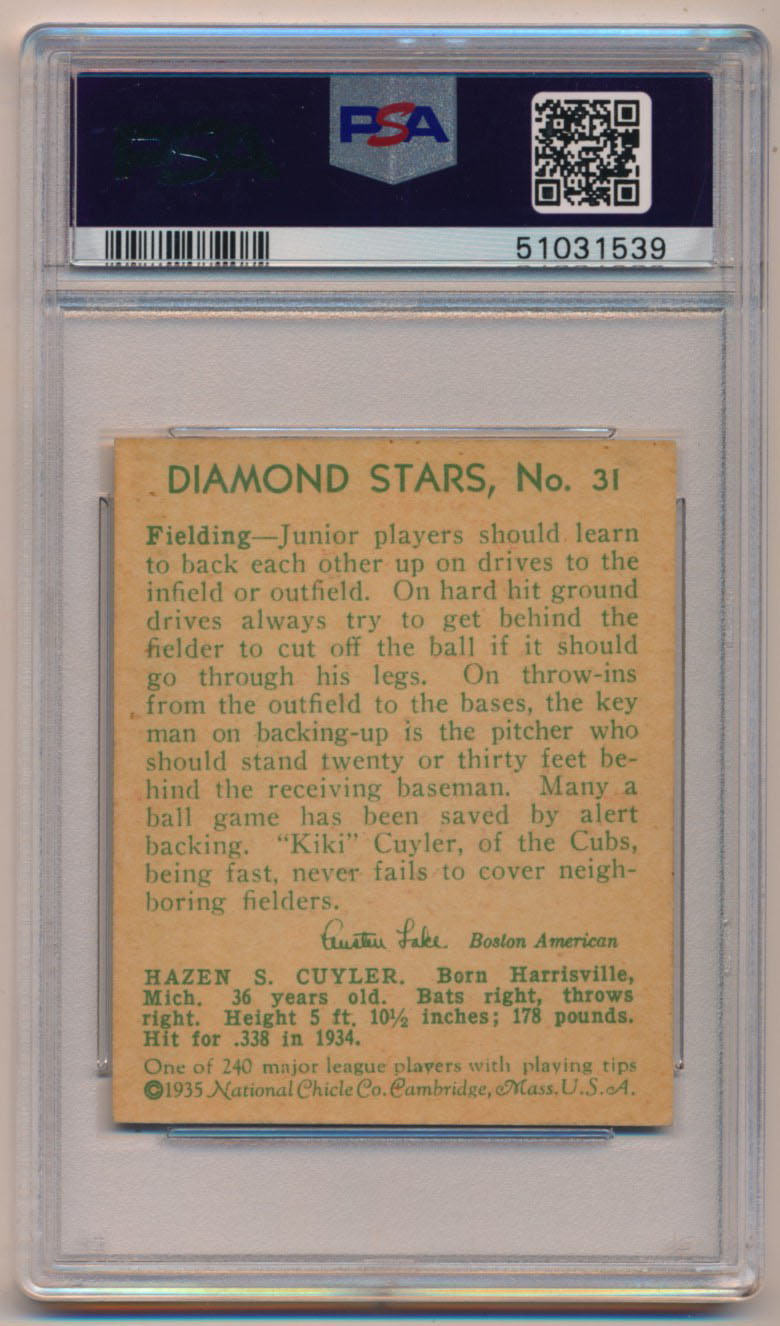 PSA
51031539
DIAMOND STARS, No. 31
Fielding—Junior players should learn
to back each other up on drives to the
infield or outfield. On hard hit ground
drives always try to get behind the
fielder to cut off the ball if it should
go through his legs. On throw-ins
from the outfield to the bases, the key
man on backing-up is the pitcher who
should stand twenty or thirty feet be-
hind the receiving baseman. Many a
ball game has been saved by alert
backing. "Kiki" Cuyler, of the Cubs,
being fast, never fails to cover neigh-
boring fielders.
Austen Lake Boston American
HAZEN S. CUYLER. Born Harrisville,
Mich. 36 years old. Bats right, throws
right. Height 5 ft. 10½ inches; 178 pounds.
Hit for .338 in 1934.
One of 240 major league players with playing tips
©1935 National Chicle Co. Cambridge, Mass. U.S.A.